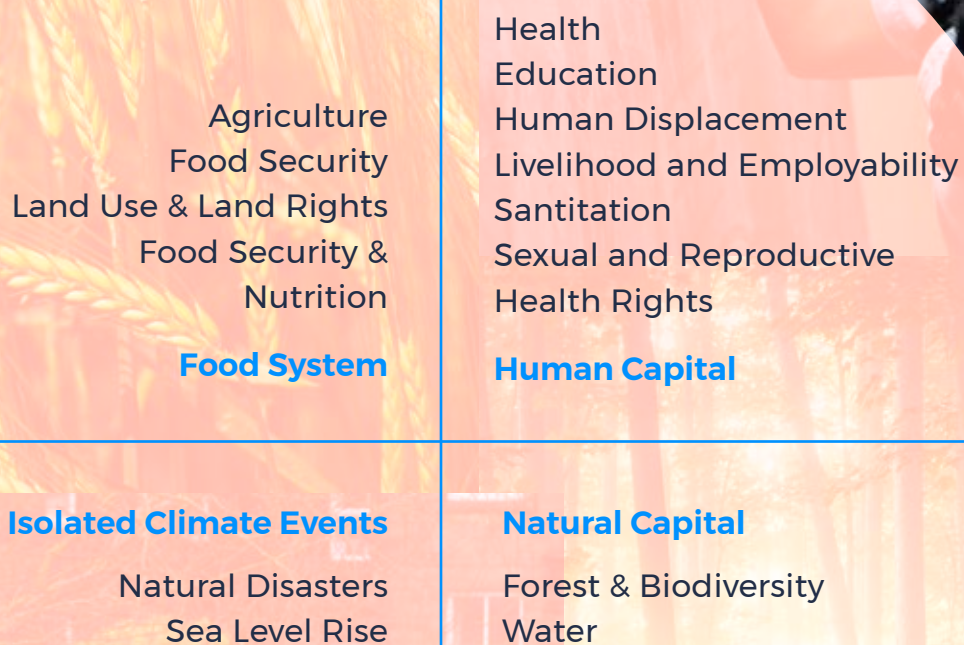 Agriculture
Food Security
Land Use & Land Rights
Food Security &
Nutrition
Food System
Health
Education
Human Displacement
Livelihood and Employability
Santitation
Sexual and Reproductive
Health Rights
Human Capital
Isolated Climate Events
Natural Disasters
Sea Level Rise
Natural Capital
Forest & Biodiversity
Water